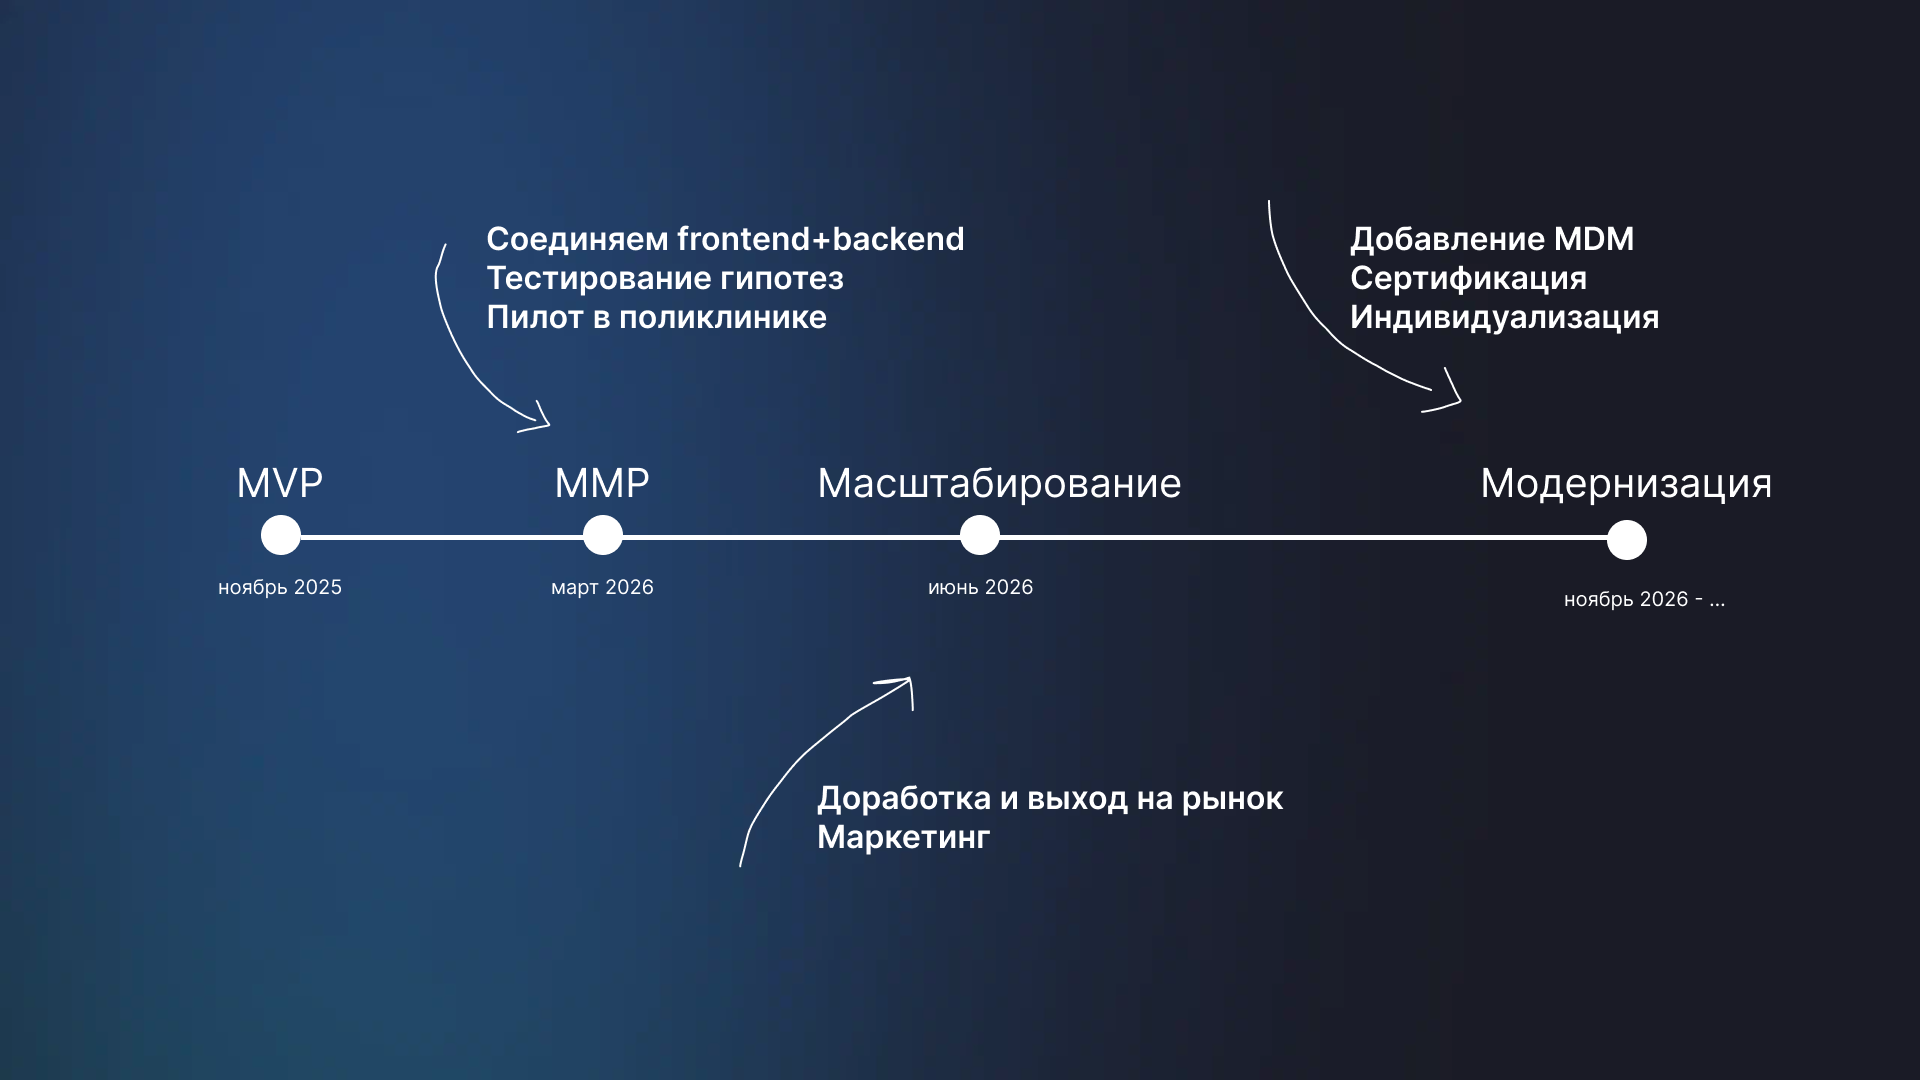 Соединяем frontend+backend
Тестирование гипотез
Пилот в поликлинике
Добавление MDM
Сертификация
Индивидуализация
MVP
MMP
Масштабирование
Модернизация
ноябрь 2025
март 2026
июнь 2026
ноябрь 2026 - ...
Доработка и выход на рынок
Маркетинг